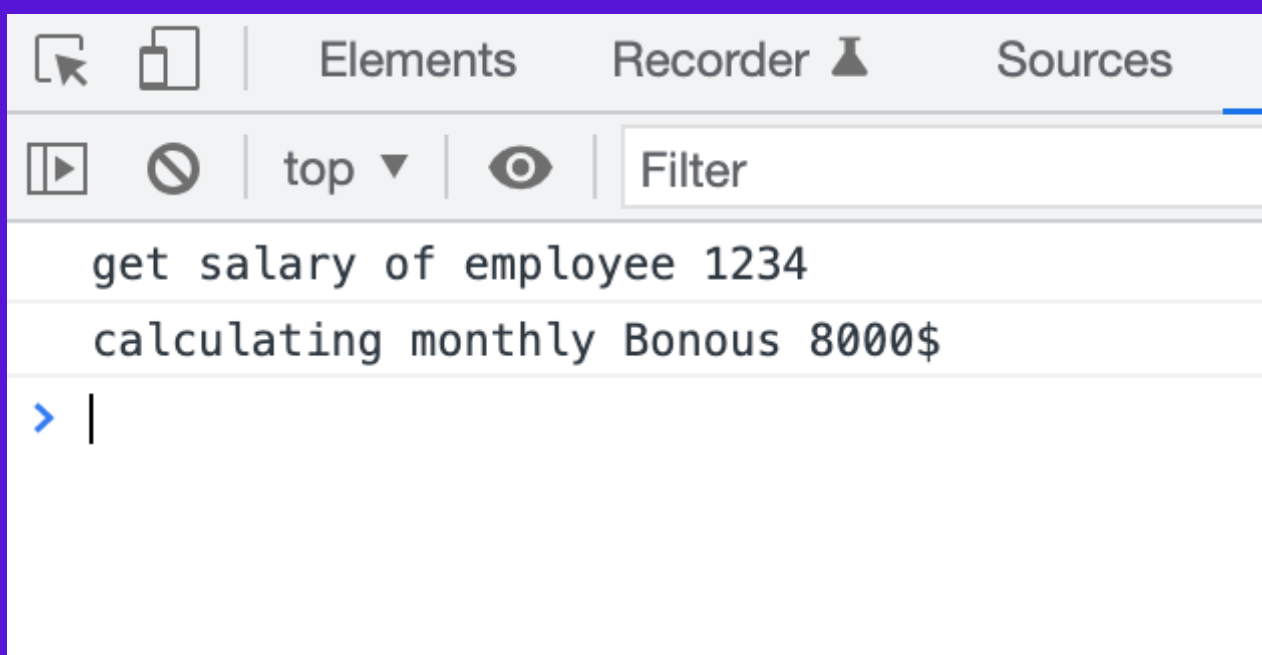 Elements Recorder Sources
top Filter
get salary of employee 1234
calculating monthly Bonous 8000$